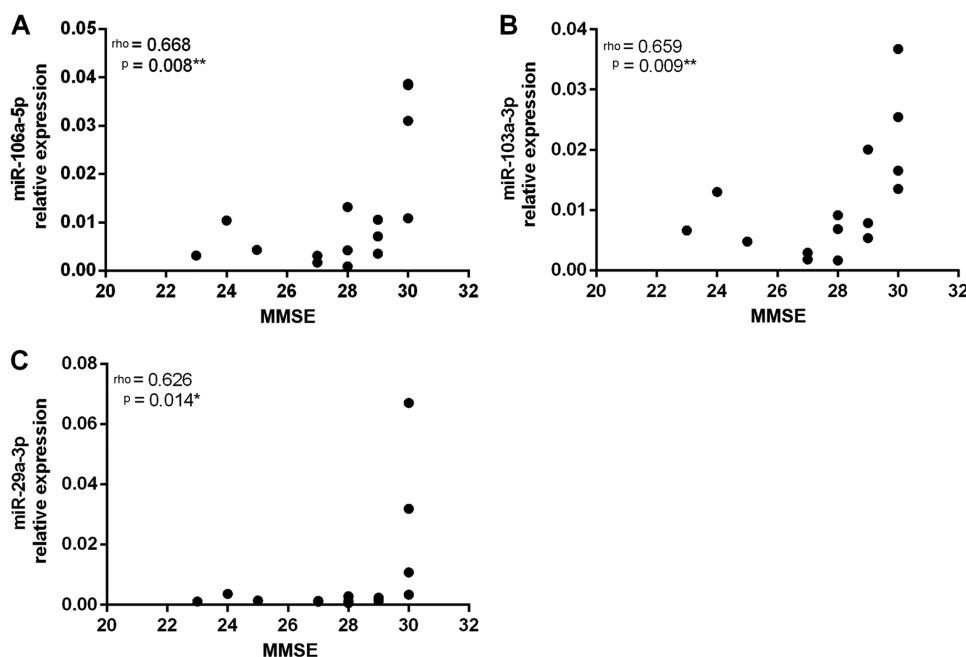 A
miR-106a-5p
relative expression
rho = 0.668
p = 0.008**
0.05
0.04
0.03
0.02
0.01
0.00
20 22 24 26 28 30 32
MMSE
B
miR-103a-3p
relative expression
rho = 0.659
p = 0.009**
0.04
0.03
0.02
0.01
0.00
20 22 24 26 28 30 32
MMSE
C
miR-29a-3p
relative expression
rho = 0.626
p = 0.014*
0.08
0.06
0.04
0.02
0.00
20 22 24 26 28 30 32
MMSE